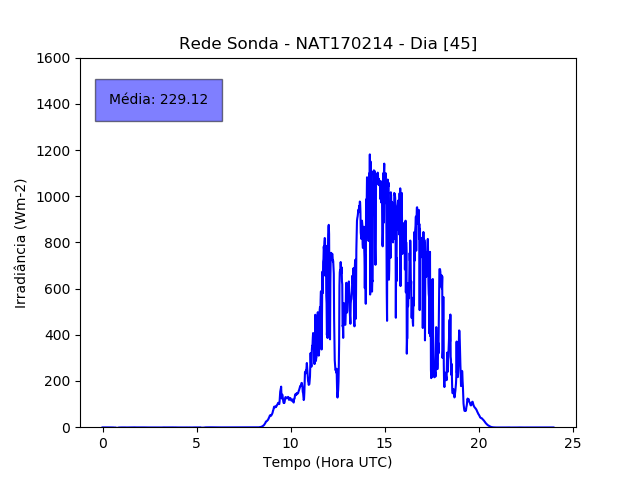 Rede Sonda - NAT170214 - Dia [45]
1600
1400
1200
1000
800
600
400
200
0
Média: 229.12
Irradiância (Wm-2)
0 5 10 15 20 25
Tempo (Hora UTC)